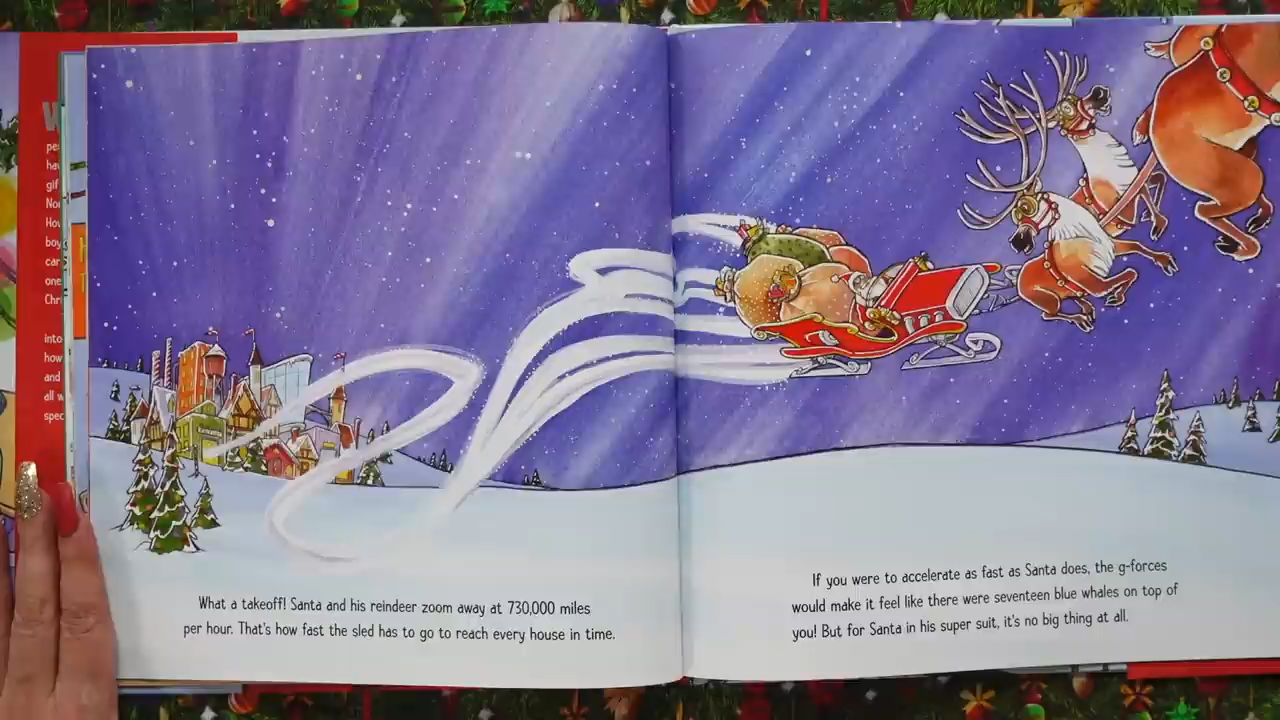 What a takeoff! Santa and his reindeer zoom away at 730,000 miles
per hour. That's how fast the sled has to go to reach every house in time.
If you were to accelerate as fast as Santa does, the g-forces
would make it feel like there were seventeen blue whales on top of
you! But for Santa in his super suit, it's no big thing at all.